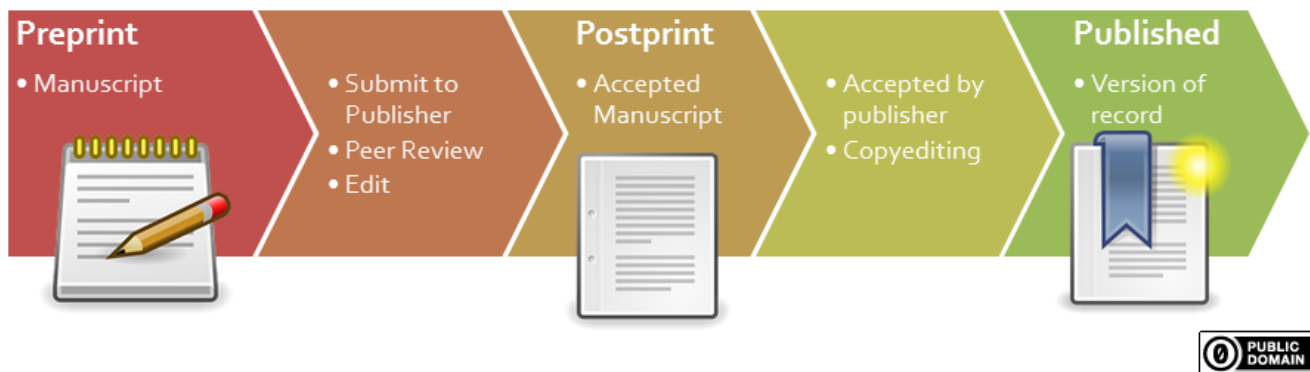 Preprint
• Manuscript
• Submit to
Publisher
• Peer Review
• Edit
Postprint
• Accepted
Manuscript
• Accepted by
publisher
• Copyediting
Published
• Version of
record
0 PUBLIC
DOMAIN